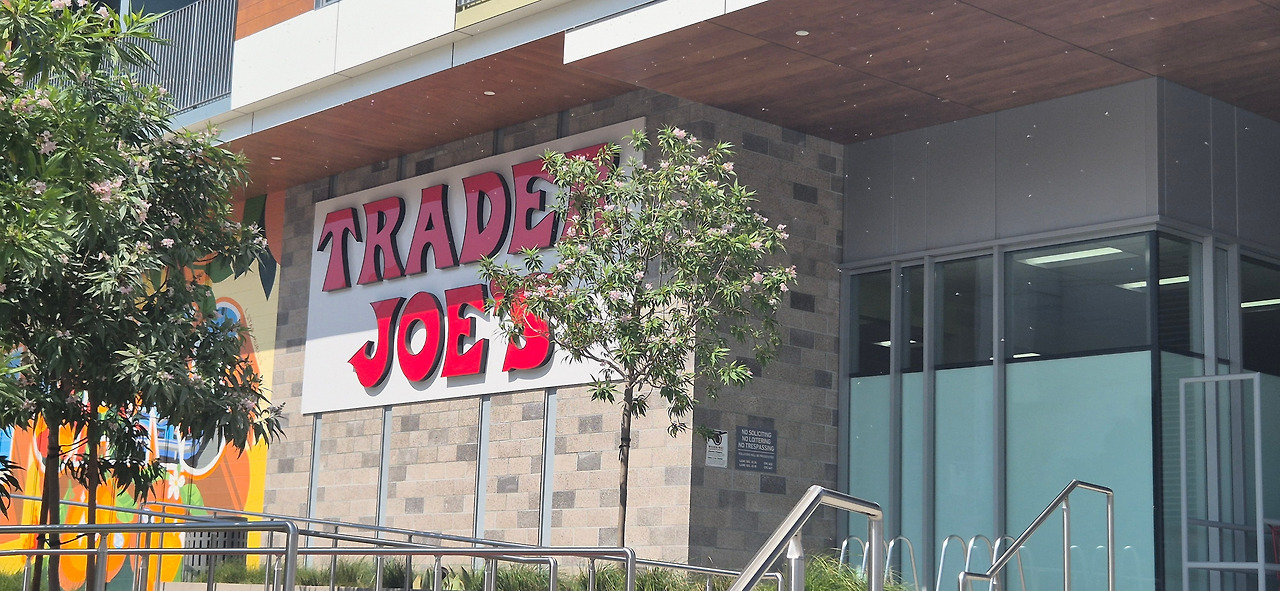 TRADER
JOE'S
NO SOLICITING
NO LOITERING
NO TRESPASSING